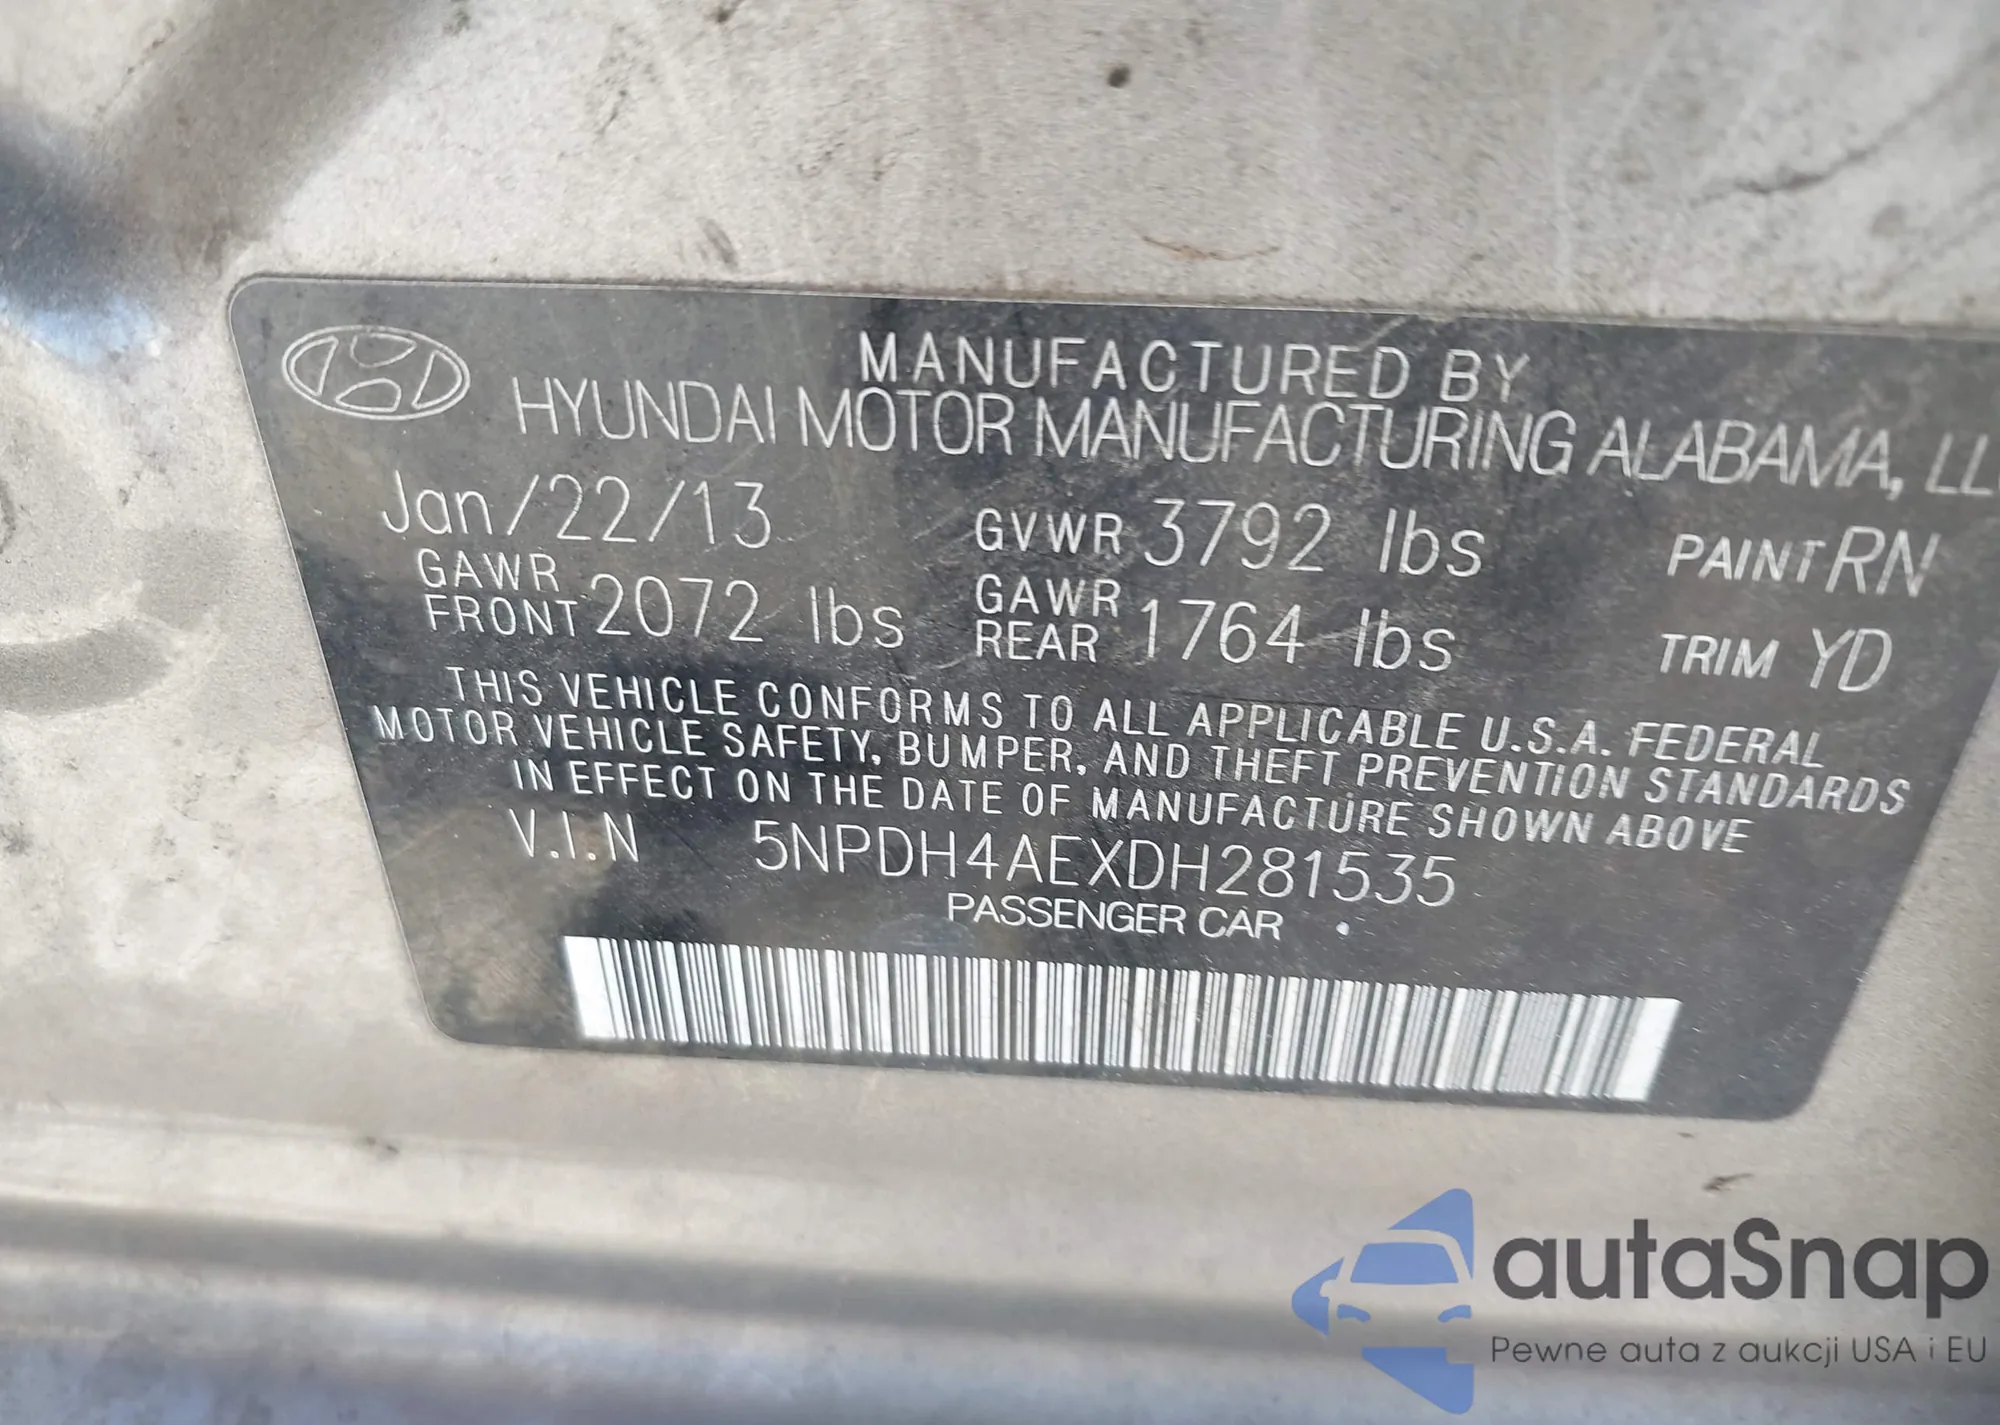 MANUFACTURED BY
HYUNDAI MOTOR MANUFACTURING ALABAMA, LL
Jan/22/13 GVWR 3792 lbs PAINT RN
GAWR FRONT 2072 lbs GAWR REAR 1764 lbs TRIM YD
THIS VEHICLE CONFORMS TO ALL APPLICABLE U.S.A. FEDERAL
MOTOR VEHICLE SAFETY, BUMPER, AND THEFT PREVENTION STANDARDS
IN EFFECT ON THE DATE OF MANUFACTURE SHOWN ABOVE
V.I.N 5NPDH4AEXDH281535
PASSENGER CAR
autaSnap
Pewne auta z aukcji USA i EU